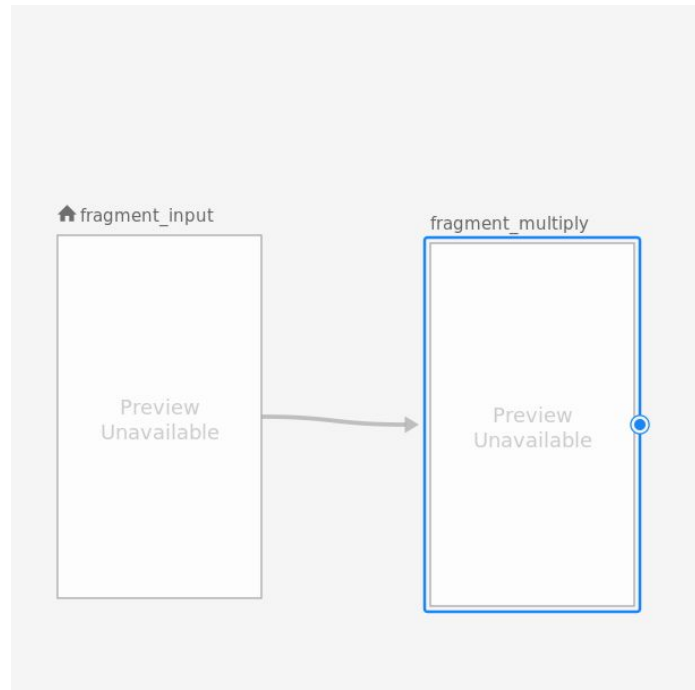 fragment_input
fragment_multiply
Preview
Unavailable
Preview
Unavailable